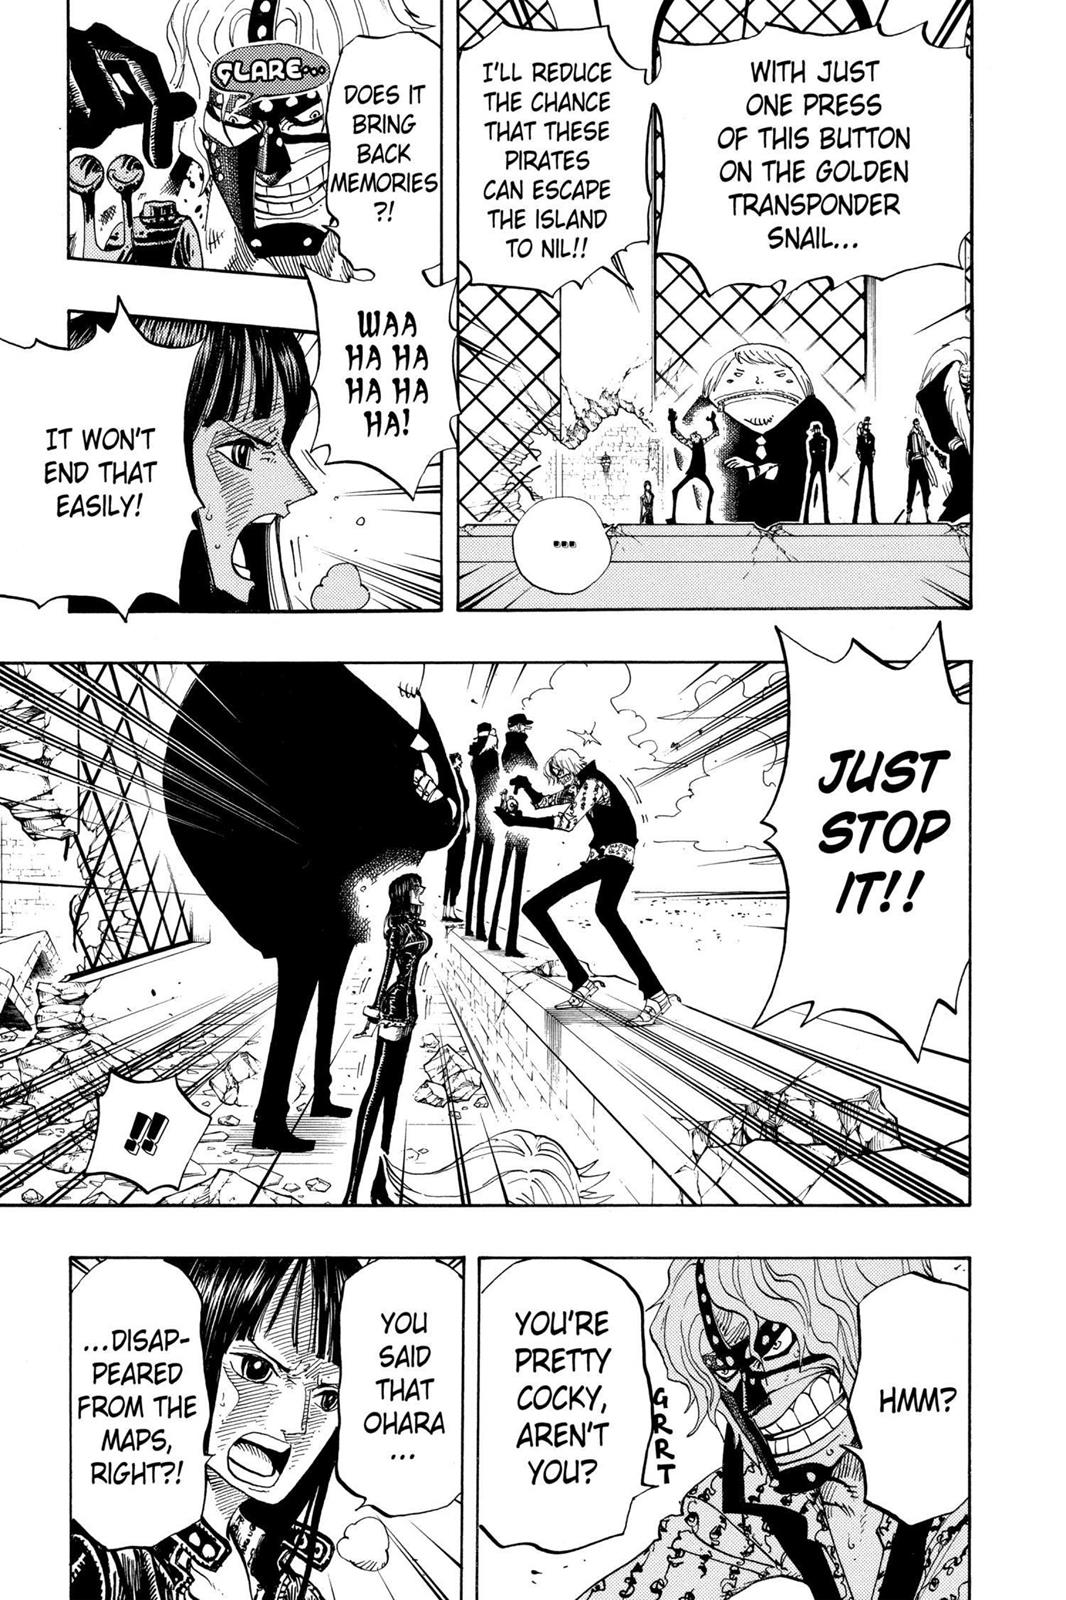 WITH JUST
ONE PRESS
OF THIS BUTTON
ON THE GOLDEN
TRANSPONDER
SNAIL...
I'LL REDUCE
THE CHANCE
THAT THESE
PIRATES
CAN ESCAPE
THE ISLAND
TO NIL!!
...
GLARE...
DOES IT
BRING
BACK
MEMORIES
?!
WAA
HA HA
HA HA
HA!
IT WON'T
END THAT
EASILY!
JUST
STOP
IT!!
!!
HMM?
GRRT
YOU'RE
PRETTY
COCKY,
AREN'T
YOU?
YOU
SAID
THAT
OHARA
...
...DISAP-
PEARED
FROM THE
MAPS,
RIGHT?!